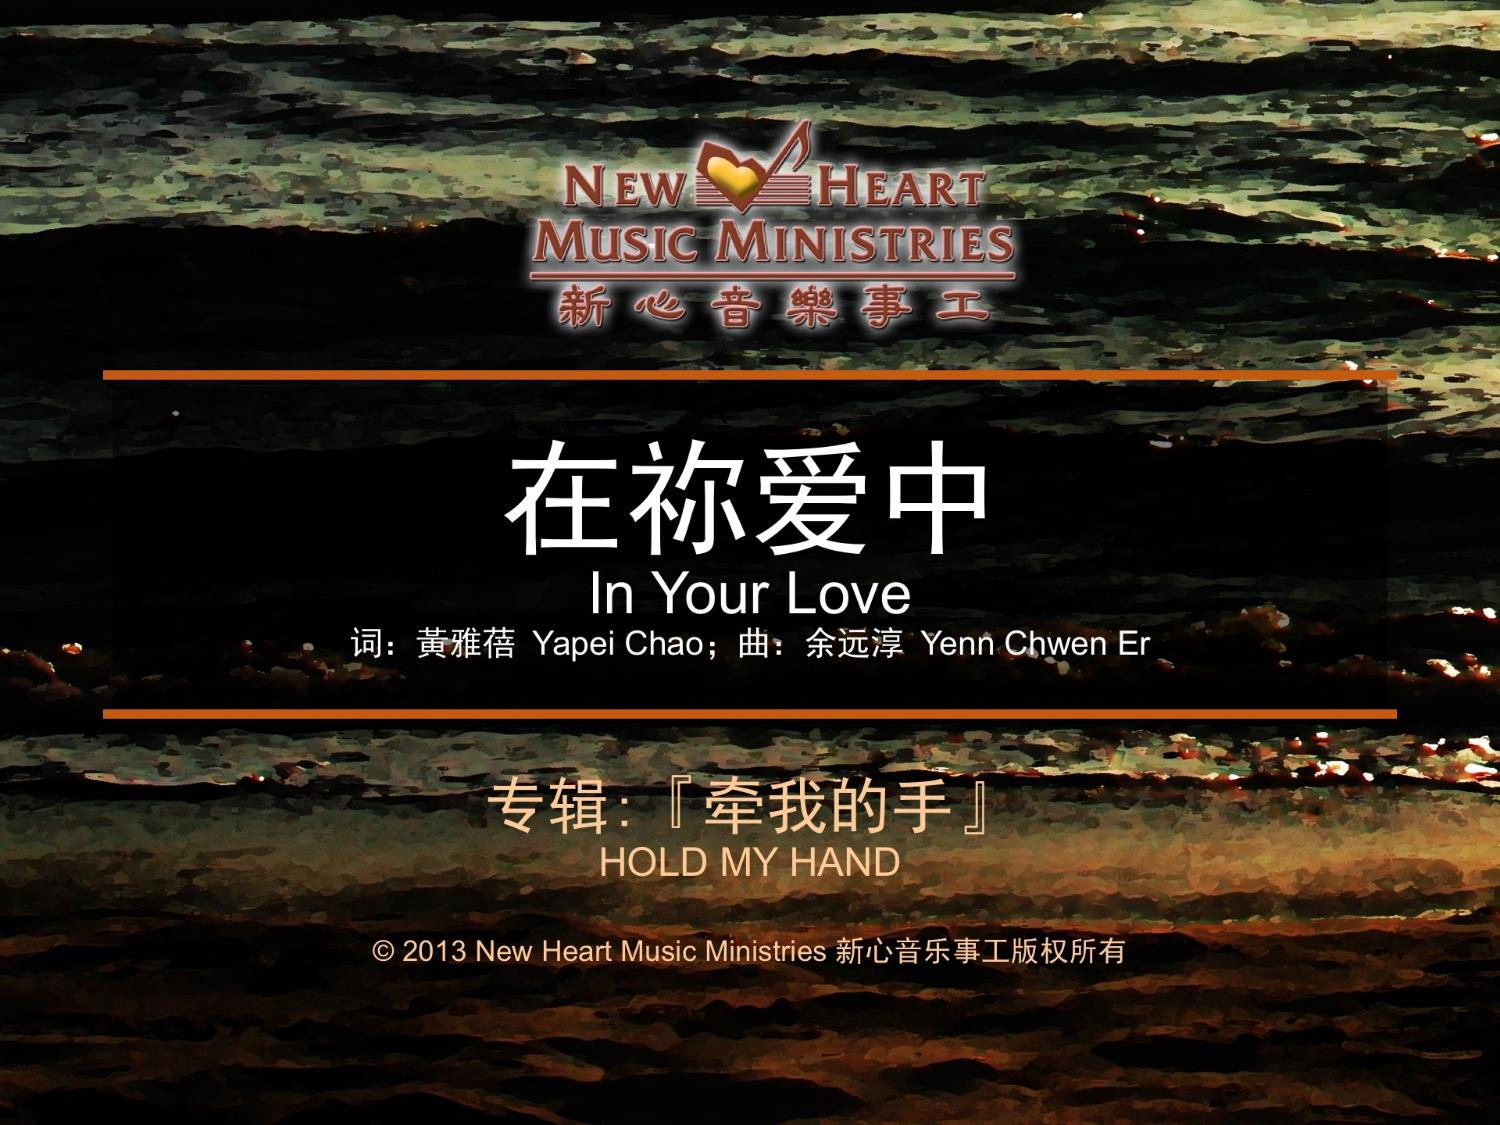 NEW HEART
MUSIC MINISTRIES
新心音樂事工
在祢爱中
In Your Love
词：黃雅蓓 Yapei Chao；曲：余远淳 Yenn Chwen Er
专辑:『牵我的手』
HOLD MY HAND
© 2013 New Heart Music Ministries 新心音乐事工版权所有